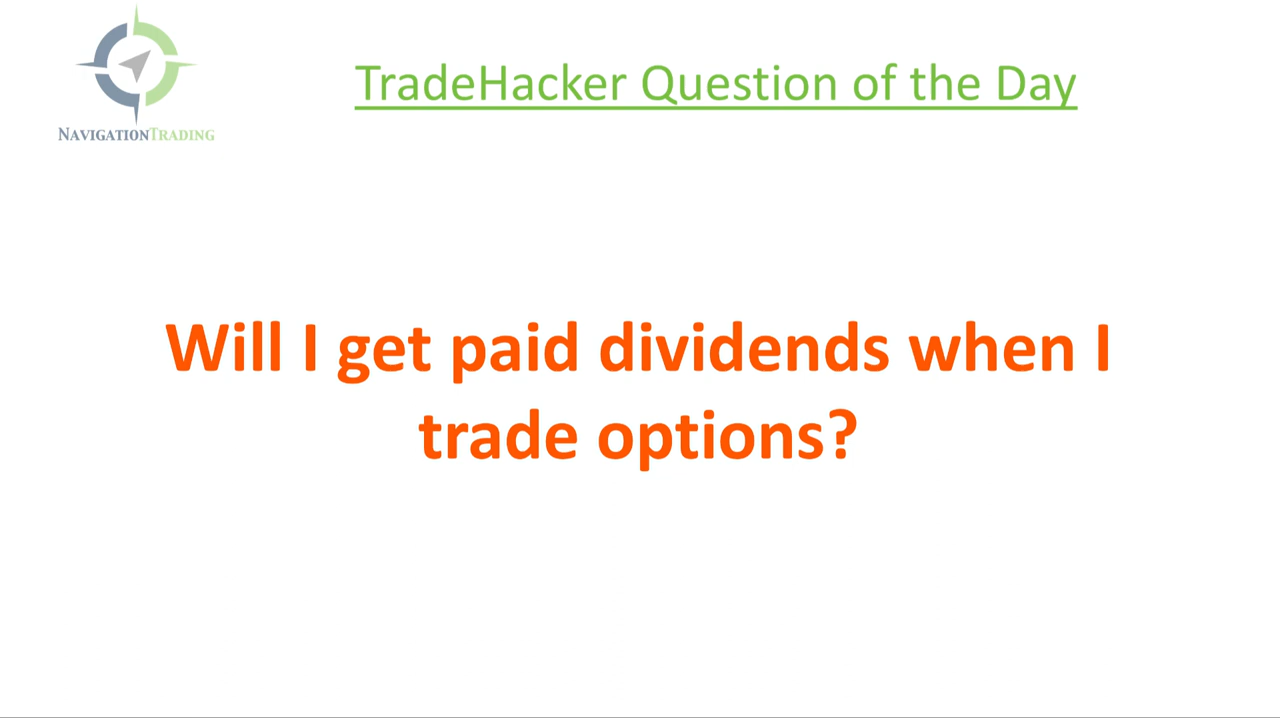 TradeHacker Question of the Day
NAVIGATIONTRADING
Will I get paid dividends when I
trade options?